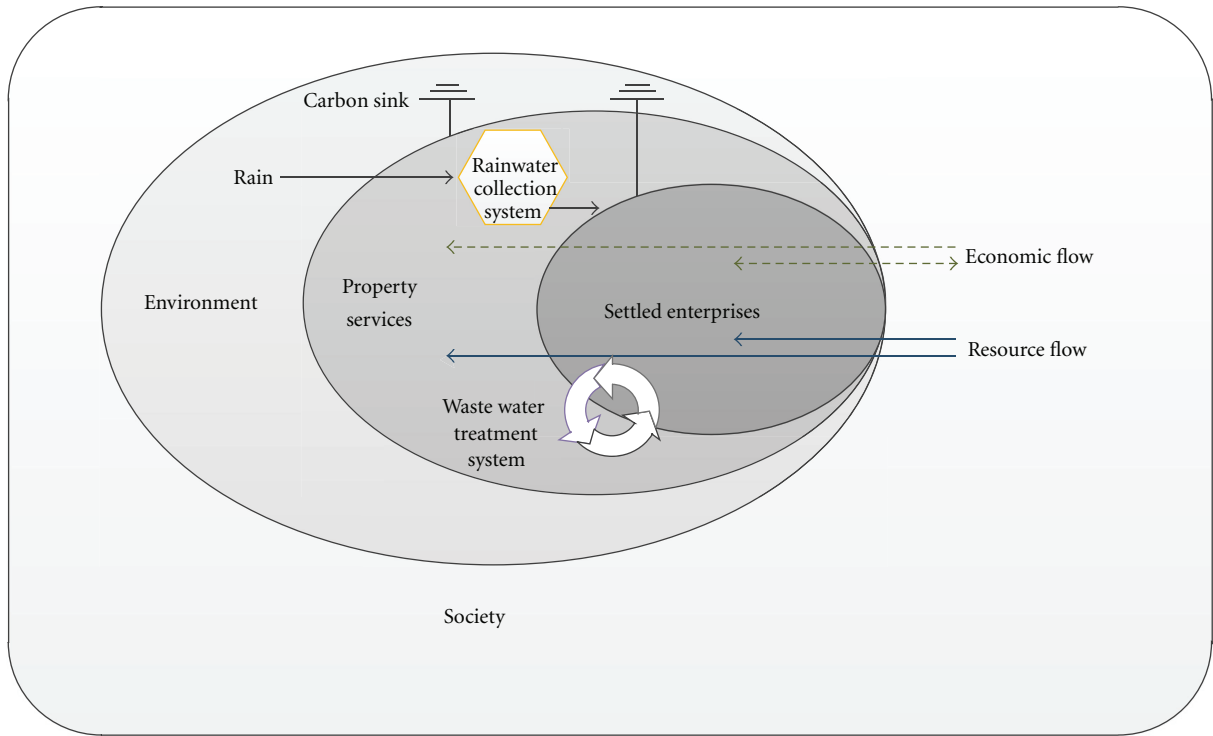 Carbon sink
Rain
Rainwater
collection
system
Economic flow
Environment
Property
services
Settled enterprises
Resource flow
Waste water
treatment
system
Society